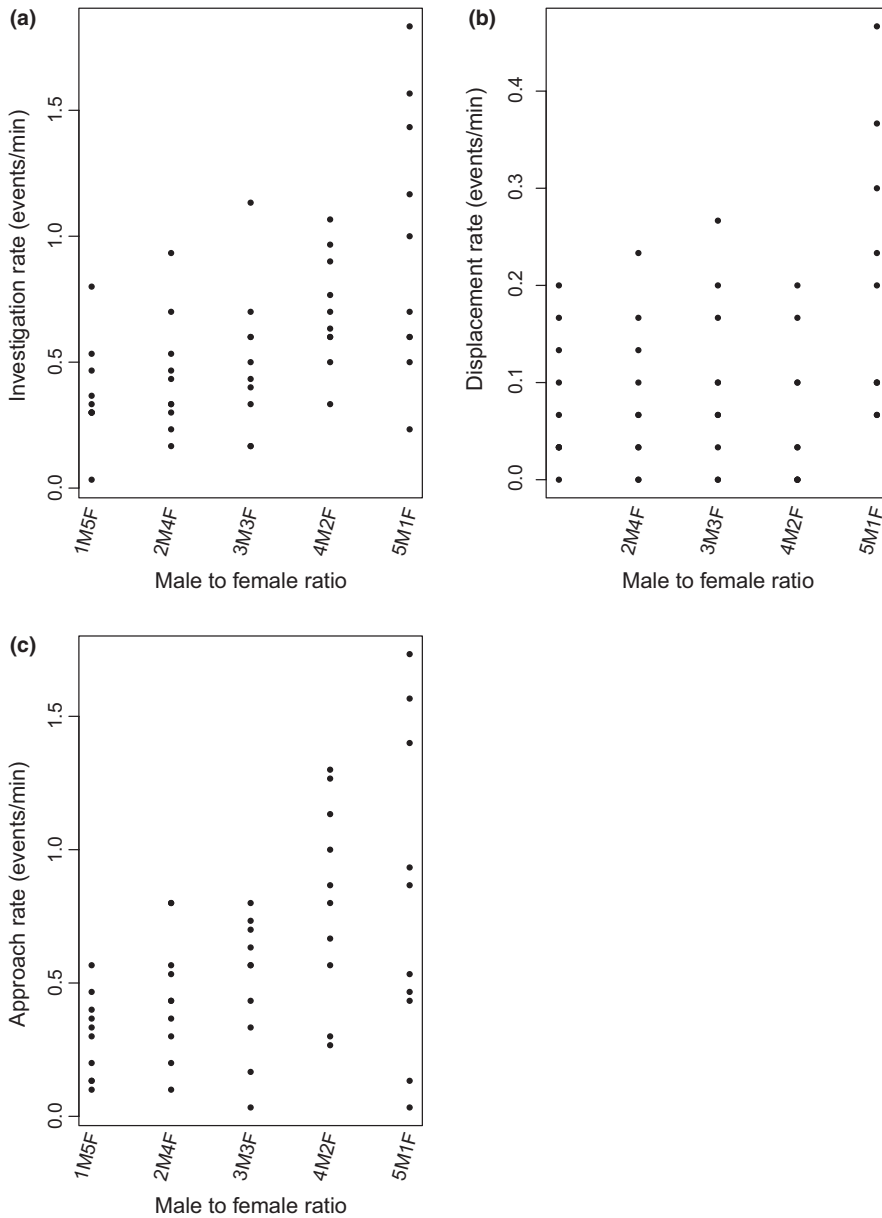 (a)
Investigation rate (events/min)
0.0
0.5
1.0
1.5
1M5F
2M4F
3M3F
4M2F
5M1F
Male to female ratio
(b)
Displacement rate (events/min)
0.0
0.1
0.2
0.3
0.4
2M4F
3M3F
4M2F
5M1F
Male to female ratio
(c)
Approach rate (events/min)
0.0
0.5
1.0
1.5
1M5F
2M4F
3M3F
4M2F
5M1F
Male to female ratio